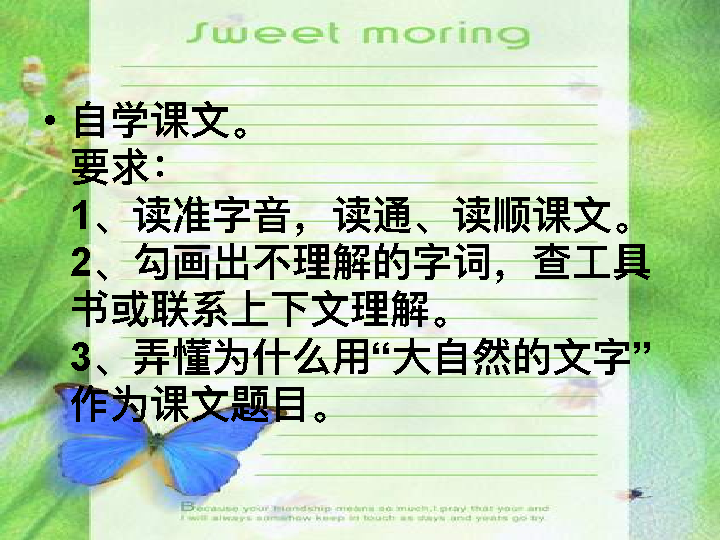 Sweet moring
• 自学课文。
要求：
1、读准字音，读通、读顺课文。
2、勾画出不理解的字词，查工具
书或联系上下文理解。
3、弄懂为什么用“大自然的文字”
作为课文题目。
Because your friendship means so much,I pray that your and
I will always somehow keep in touch as days and years go by.